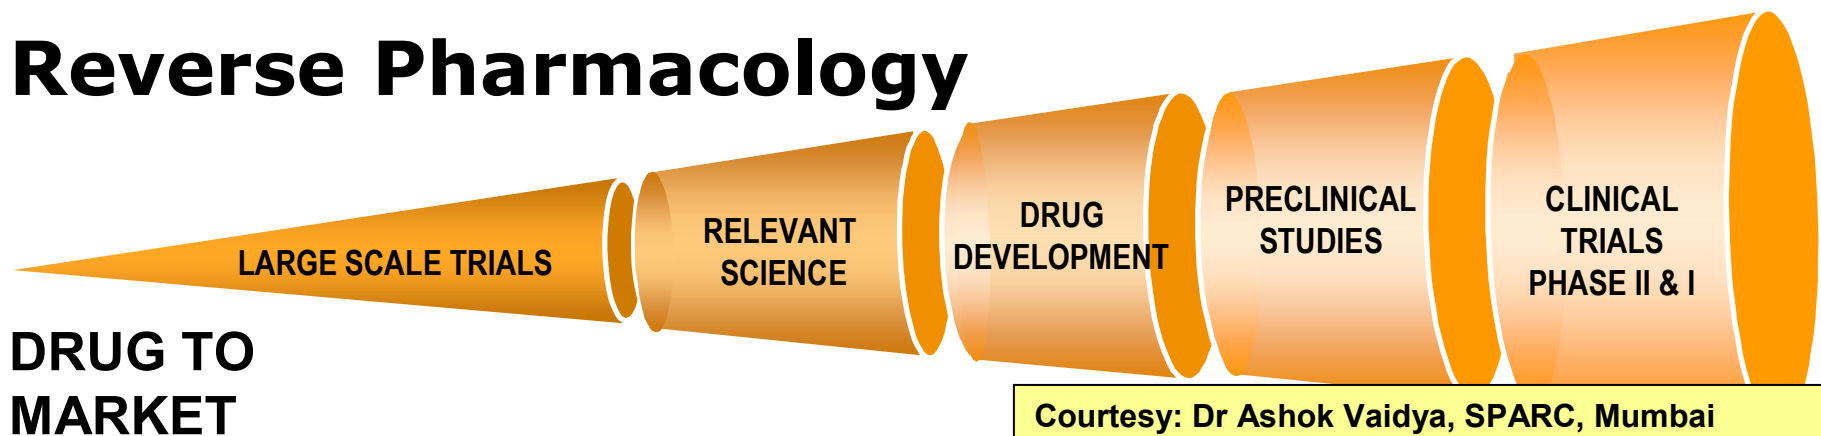 Reverse Pharmacology
LARGE SCALE TRIALS
RELEVANT
SCIENCE
DRUG
DEVELOPMENT
PRECLINICAL
STUDIES
CLINICAL
TRIALS
PHASE II & I
DRUG TO
MARKET
Courtesy: Dr Ashok Vaidya, SPARC, Mumbai